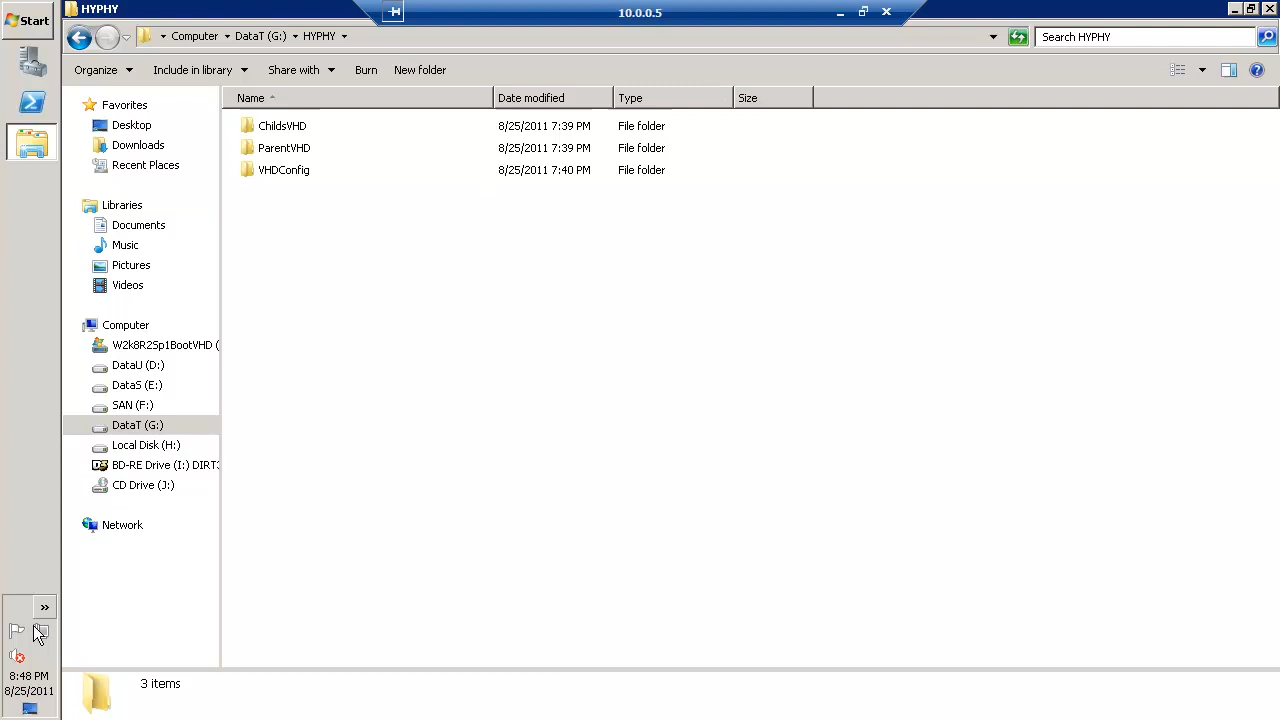 Start
HYPHY
10.0.0.5
Computer
DataT (G:)
HYPHY
Search HYPHY
Organize
Include in library
Share with
Burn
New folder
Name
Date modified
Type
Size
ChildsVHD
8/25/2011 7:39 PM
File folder
ParentVHD
8/25/2011 7:39 PM
File folder
VHDConfig
8/25/2011 7:40 PM
File folder
Favorites
Desktop
Downloads
Recent Places
Libraries
Documents
Music
Pictures
Videos
Computer
W2k8R2Sp1BootVHD (
DataU (D:)
DataS (E:)
SAN (F:)
DataT (G:)
Local Disk (H:)
BD-RE Drive (I:) DIRT3
CD Drive (J:)
Network
3 items
8:48 PM
8/25/2011